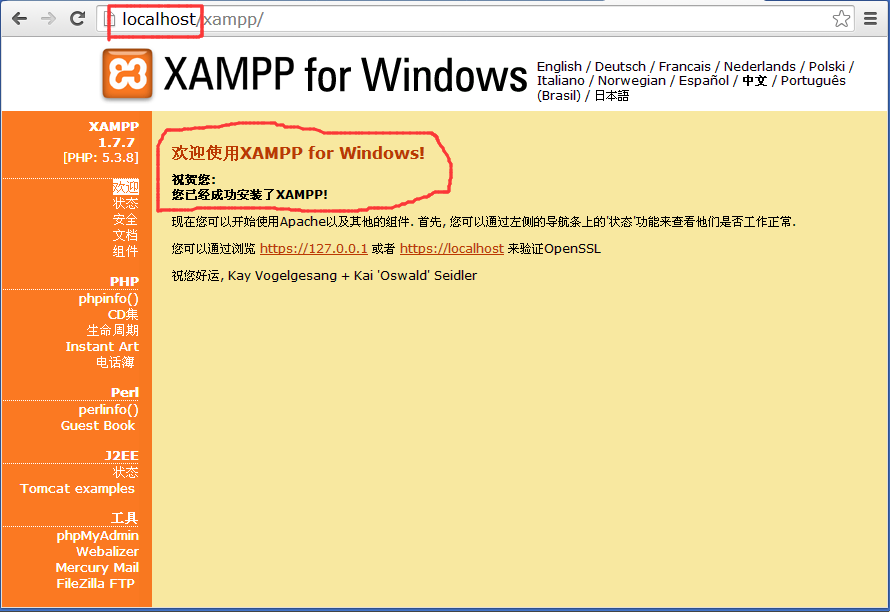 localhost/xampp/
XAMPP for Windows
English / Deutsch / Francais / Nederlands / Polski /
Italiano / Norwegian / Español / 中文 / Português
(Brasil) / 日本語
XAMPP
1.7.7
[PHP: 5.3.8]
欢迎
状态
安全
文档
组件
PHP
phpinfo()
CD集
生命周期
Instant Art
电话簿
Perl
perlinfo()
Guest Book
J2EE
状态
Tomcat examples
工具
phpMyAdmin
Webalizer
Mercury Mail
FileZilla FTP
欢迎使用XAMPP for Windows!
祝贺您:
您已经成功安装了XAMPP!
现在您可以开始使用Apache以及其他的组件. 首先, 您可以通过左侧的导航条上的'状态'功能来查看他们是否工作正常.
您可以通过浏览 https://127.0.0.1 或者 https://localhost 来验证OpenSSL
祝您好运, Kay Vogelgesang + Kai 'Oswald' Seidler